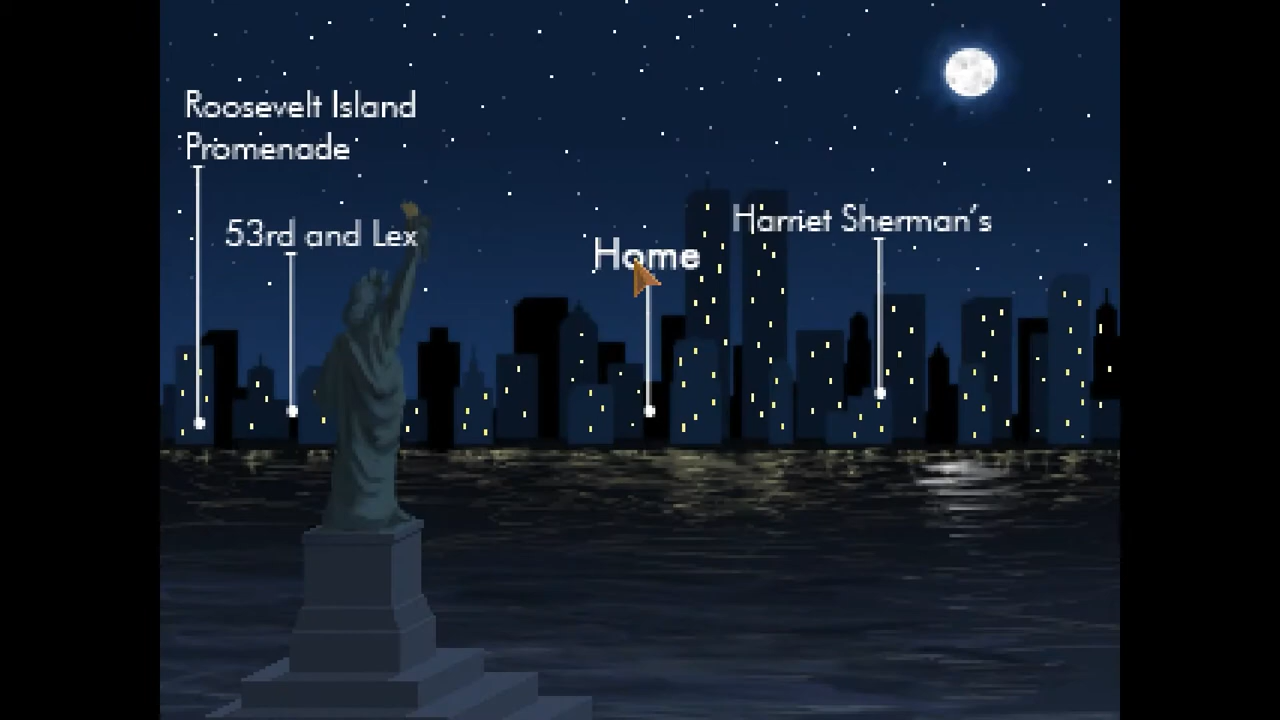 Roosevelt Island
Promenade
53rd and Lex
Home
Harriet Sherman's